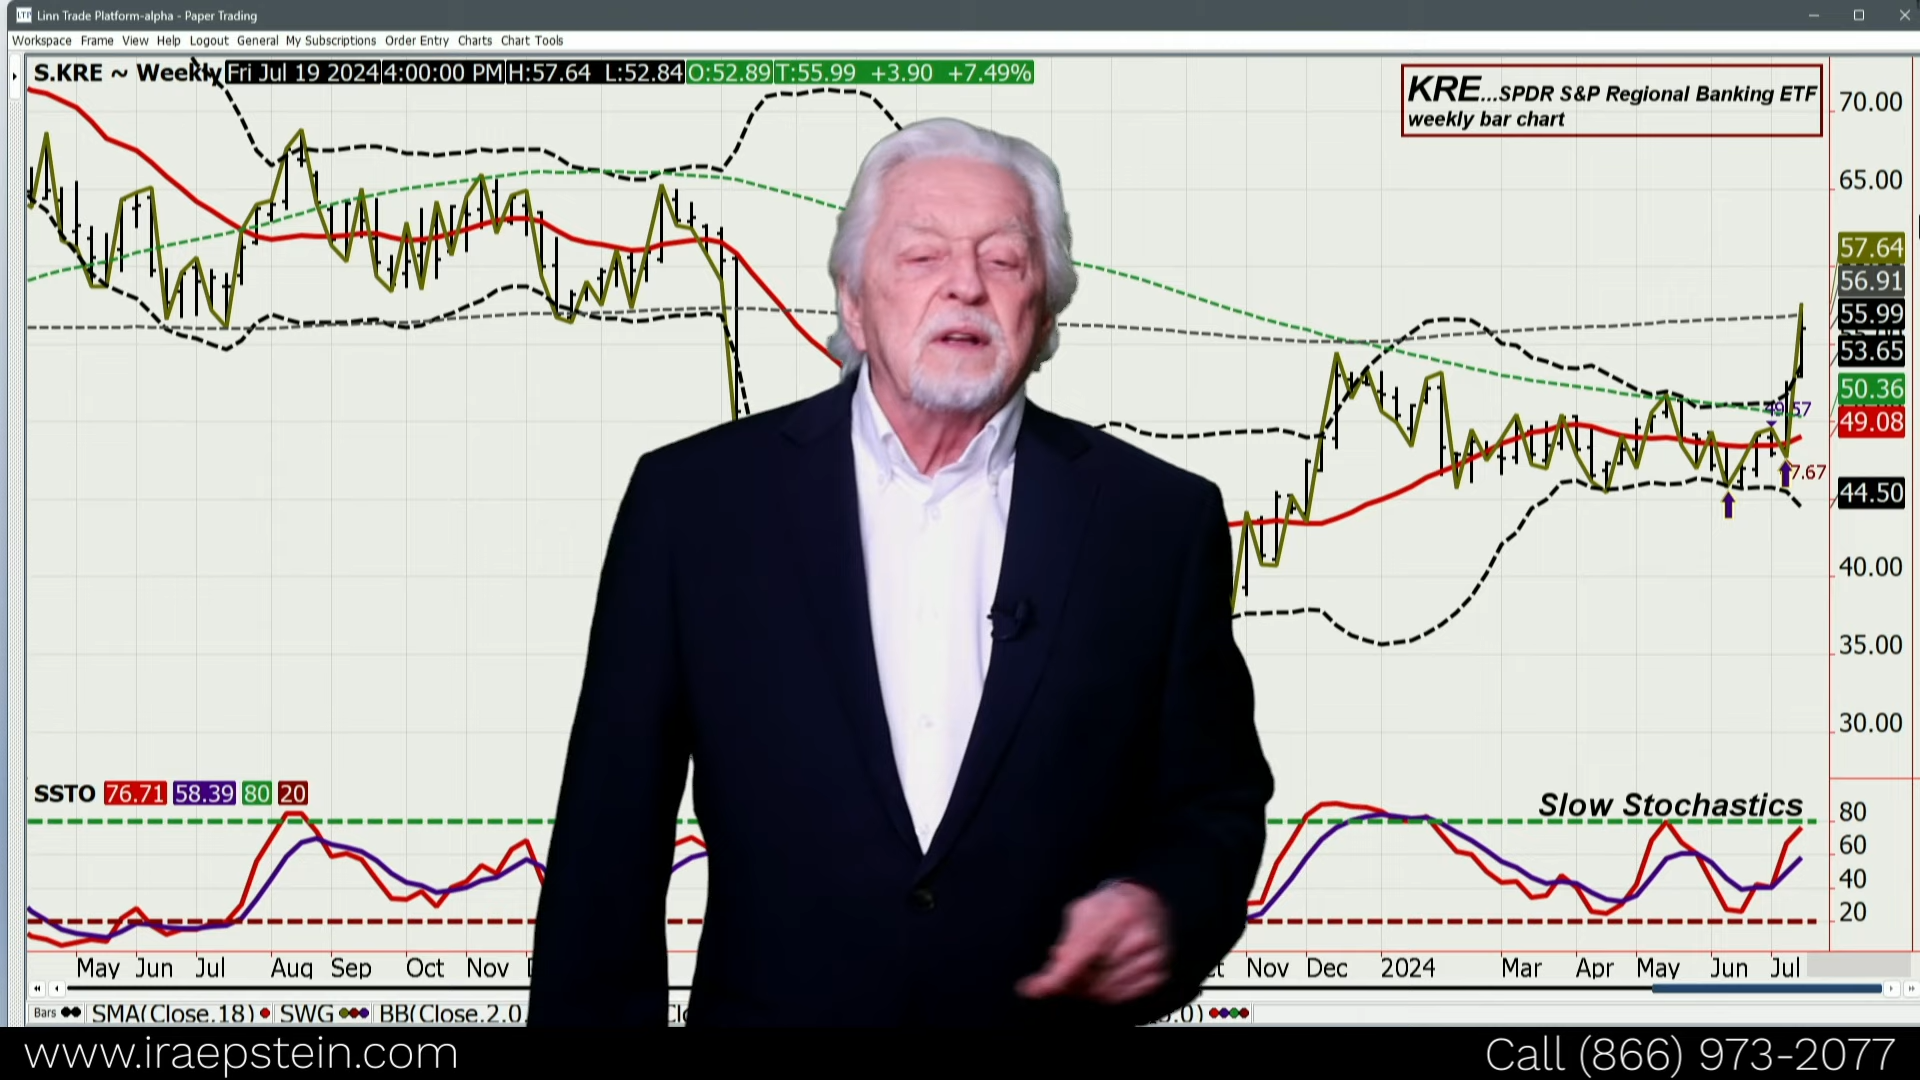 Linn Trade Platform-alpha - Paper Trading
Workspace Frame View Help Logout General My Subscriptions Order Entry Charts Chart Tools
S.KRE ~ Weekly Fri Jul 19 2024 4:00:00 PM H:57.64 L:52.84 O:52.89 T:55.99 +3.90 +7.49%
KRE...SPDR S&P Regional Banking ETF
weekly bar chart
70.00
65.00
57.64
56.91
55.99
53.65
50.36
49.08
44.50
40.00
35.00
30.00
49.57
7.67
SSTO 76.71 58.39 80 20
Slow Stochastics
80
60
40
20
May Jun Jul Aug Sep Oct Nov Nov Dec 2024 Mar Apr May Jun Jul
Bars SMA(Close,18) SWG BB(Close,2.0,
www.iraepstein.com
Call (866) 973-2077